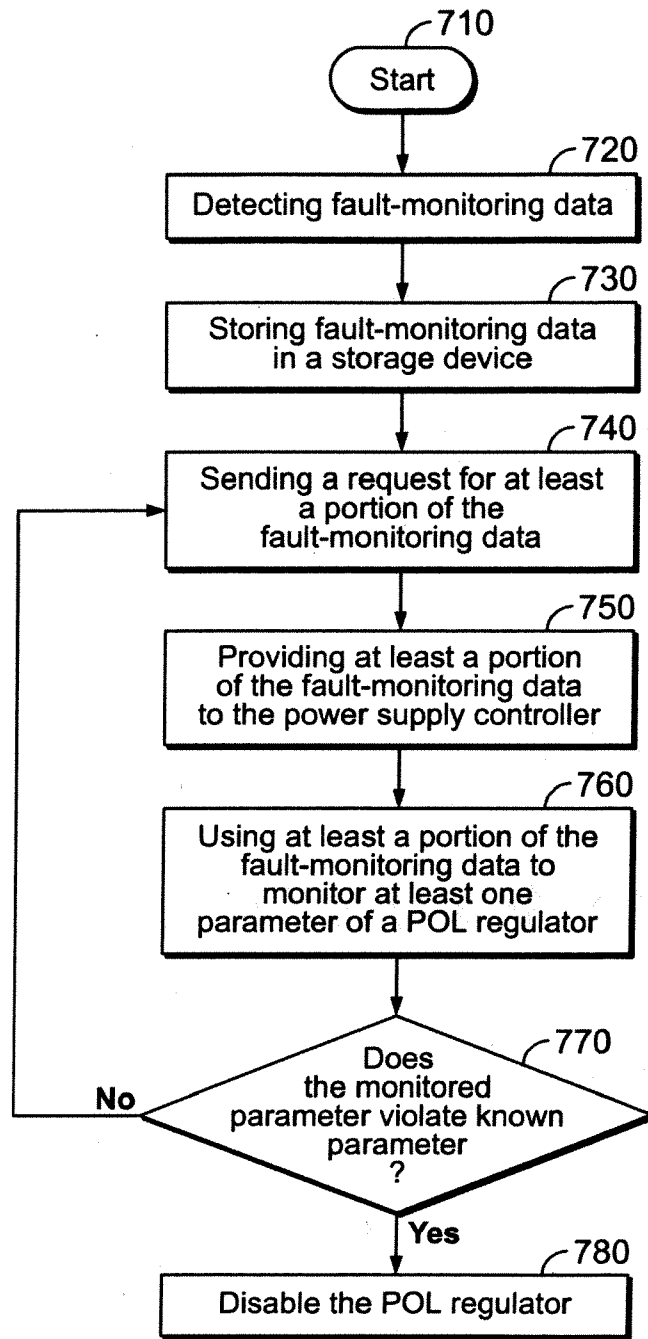 710
Start
720
Detecting fault-monitoring data
730
Storing fault-monitoring data
in a storage device
740
Sending a request for at least
a portion of the
fault-monitoring data
750
Providing at least a portion
of the fault-monitoring data
to the power supply controller
760
Using at least a portion of the
fault-monitoring data to
monitor at least one
parameter of a POL regulator
770
Does
the monitored
parameter violate known
parameter
?
No
Yes
780
Disable the POL regulator